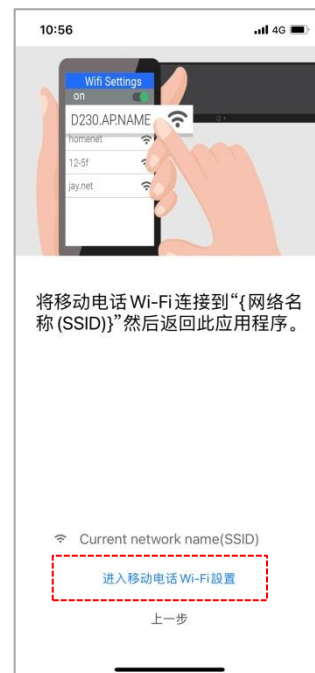 10:56
4G
Wifi Settings
on
D230.AP.NAME
homenet
12-5f
jay.net
将移动电话 Wi-Fi 连接到“{网络名
称 (SSID)}”然后返回此应用程序。
Current network name(SSID)
进入移动电话 Wi-Fi 設置
上一步